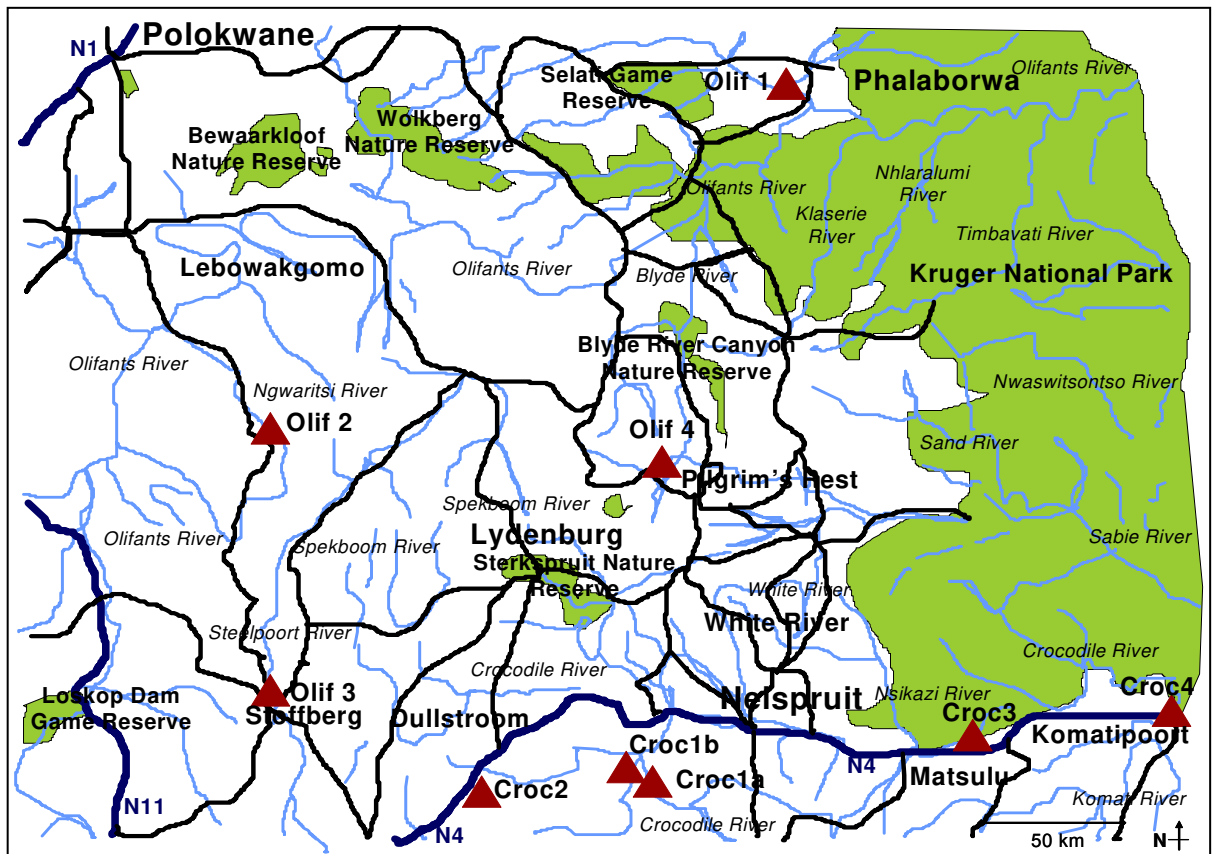 N1
Polokwane
Selati Game
Reserve
Olif 1
Phalaborwa
Olifants River
Bewaarkloof
Nature Reserve
Wolkberg
Nature Reserve
Olifants River
Nhlaralumi
River
Klaserie
River
Timbavati River
Lebowakgomo
Olifants River
Blyde River
Kruger National Park
Olifants River
Ngwaritsi River
Blyde River Canyon
Nature Reserve
Nwaswitsontso River
Olif 2
Olif 4
Sand River
Pilgrim's Rest
Spekboom River
Olifants River
Spekboom River
Lydenburg
Sterkspruit Nature
Reserve
Sabie River
White River
White River
Steelpoort River
Crocodile River
Crocodile River
Loskop Dam
Game Reserve
Olif 3
Stoffberg
Dullstroom
Nelspruit
Nsikazi River
Croc3
Croc4
Komatipoort
Croc1b
Croc1a
Croc2
N4
Matsulu
N11
N4
Crocodile River
Komati River
50 km
N